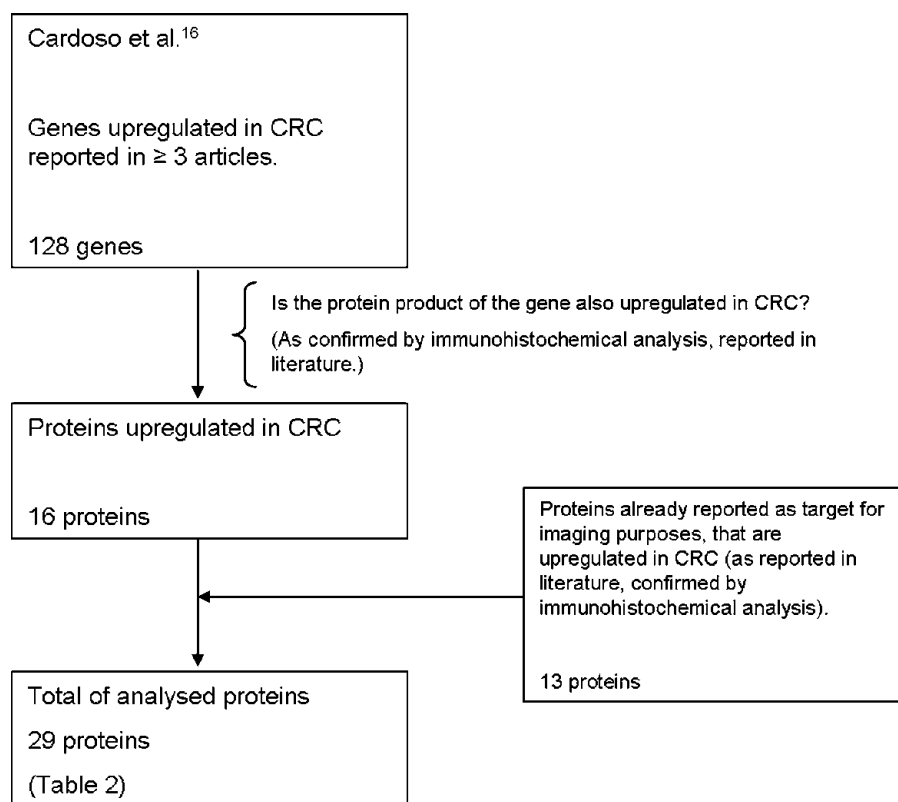 Cardoso et al.¹⁶
Genes upregulated in CRC
reported in ≥ 3 articles.
128 genes
Is the protein product of the gene also upregulated in CRC?
(As confirmed by immunohistochemical analysis, reported in
literature.)
Proteins upregulated in CRC
16 proteins
Proteins already reported as target for
imaging purposes, that are
upregulated in CRC (as reported in
literature, confirmed by
immunohistochemical analysis).
13 proteins
Total of analysed proteins
29 proteins
(Table 2)